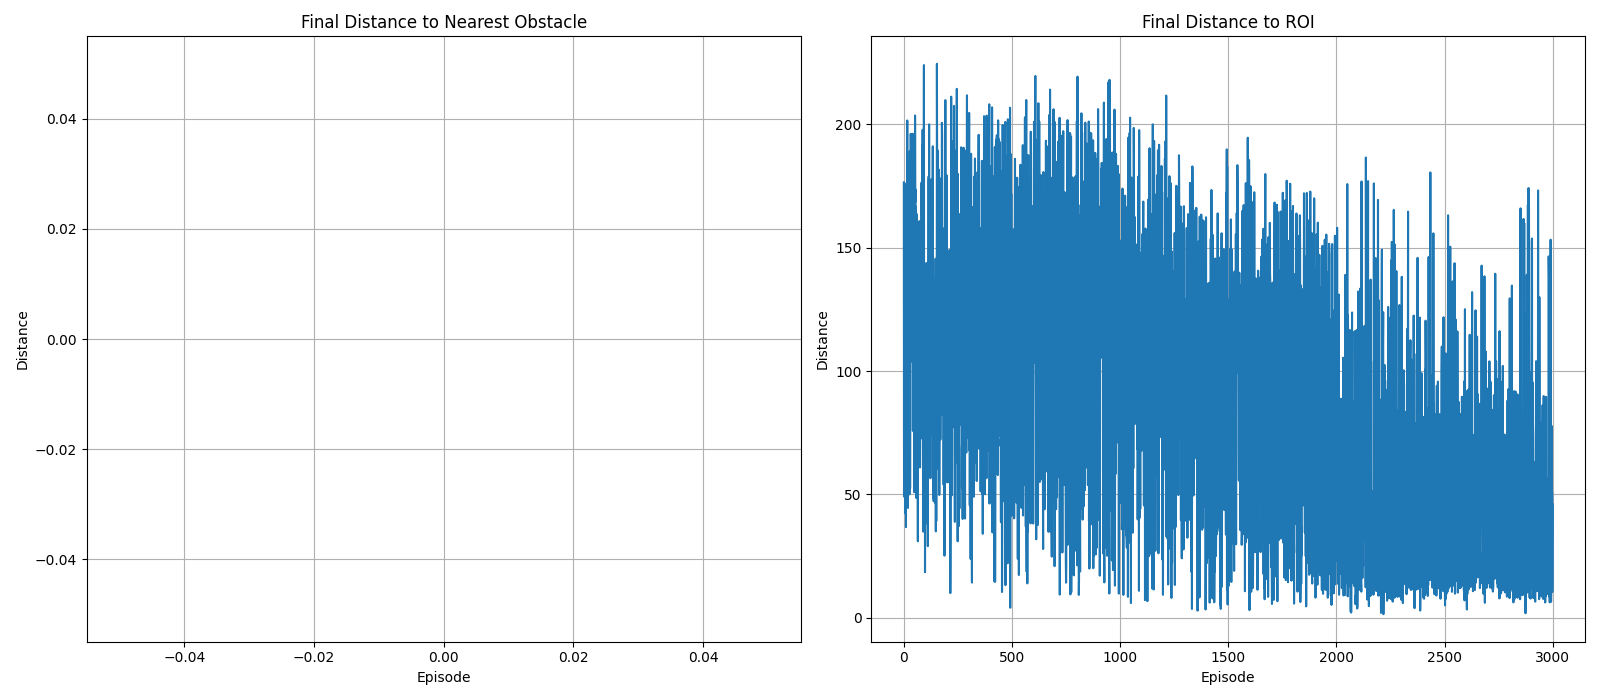 Final Distance to Nearest Obstacle
Distance
0.04
0.02
0.00
−0.02
−0.04
−0.04 −0.02 0.00 0.02 0.04
Episode
Final Distance to ROI
Distance
200
150
100
50
0
0 500 1000 1500 2000 2500 3000
Episode